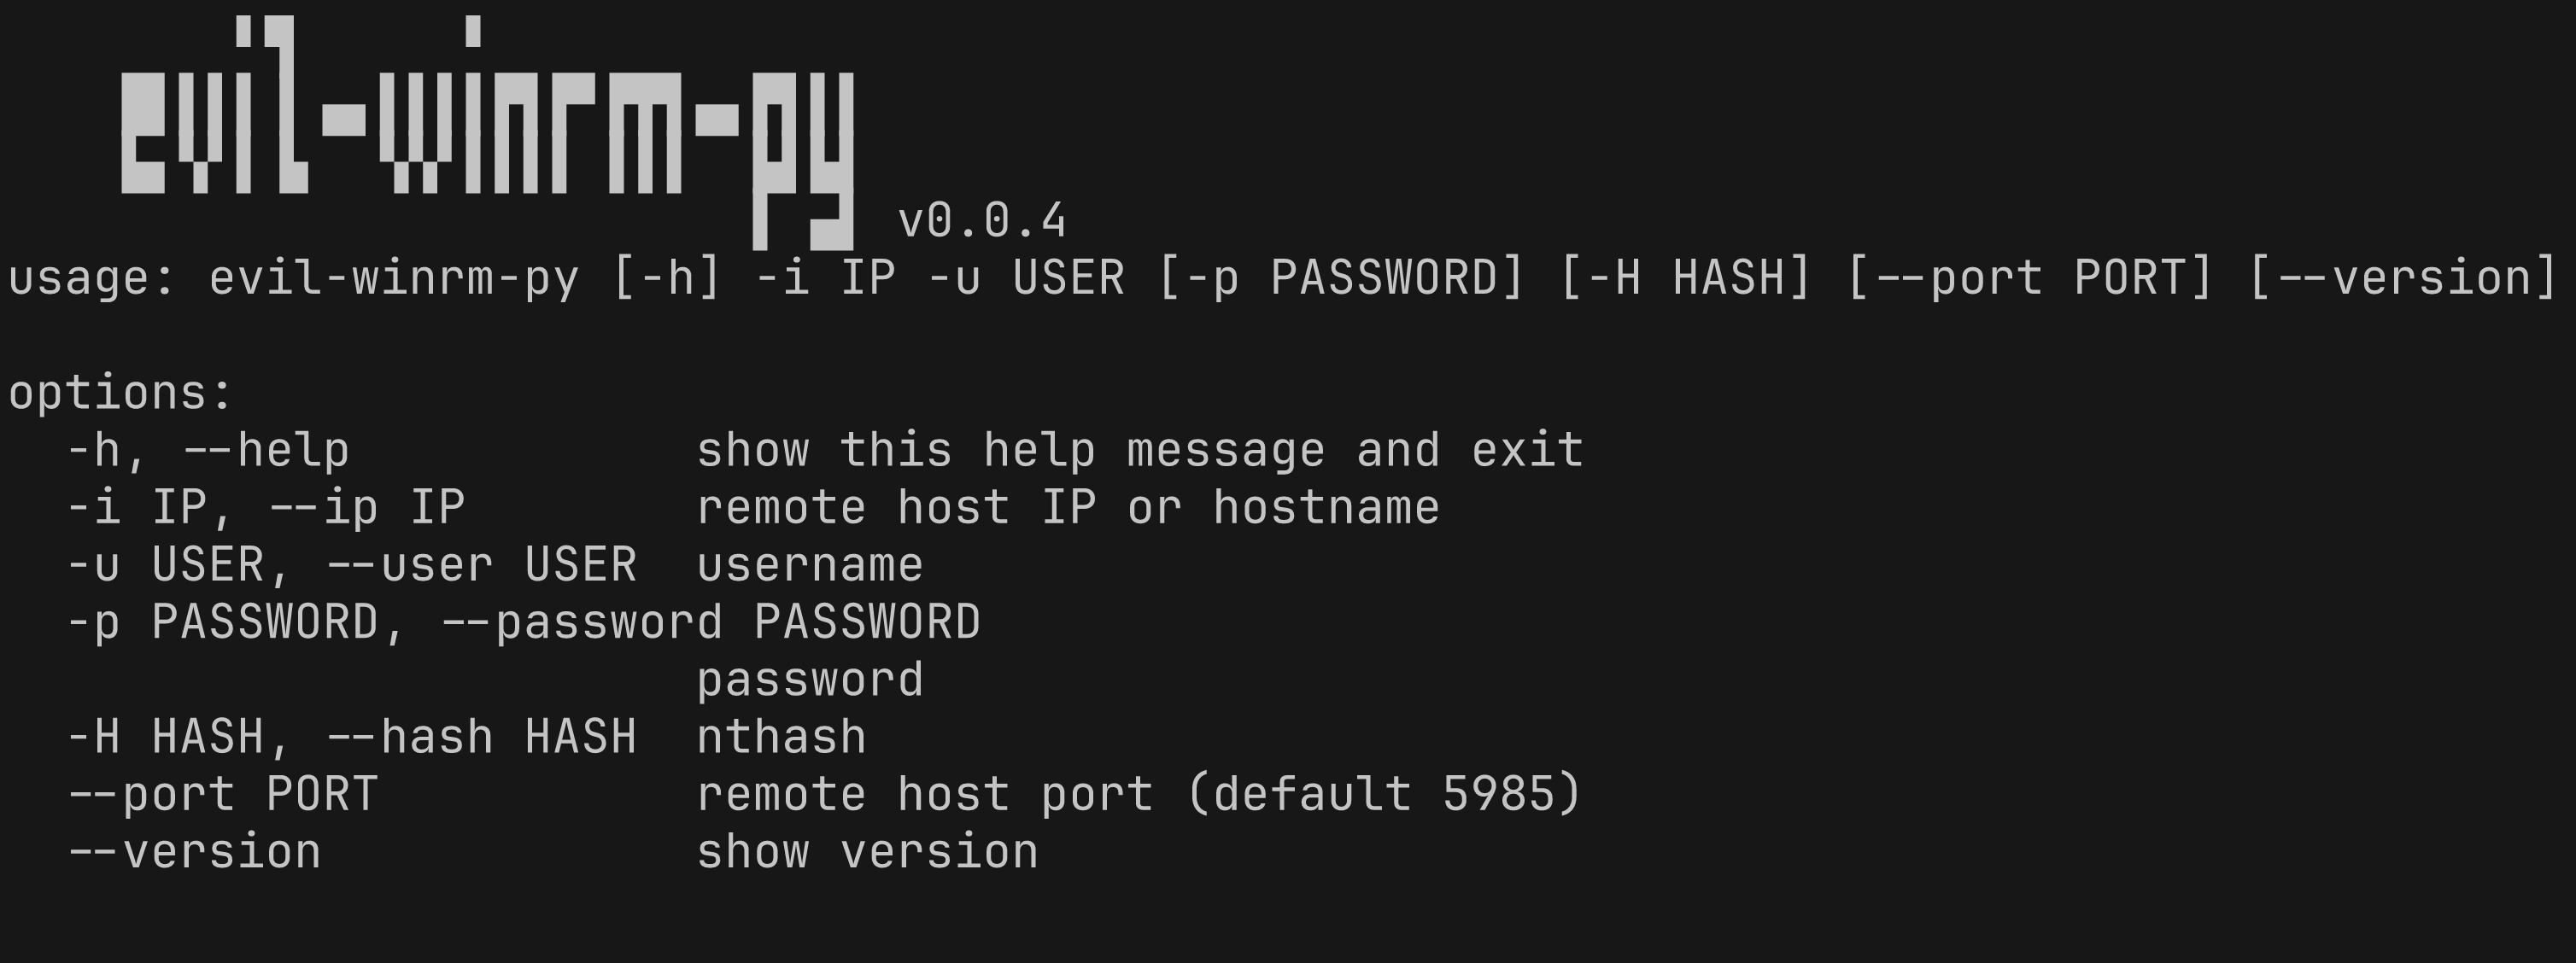 evil-winrm-py v0.0.4
usage: evil-winrm-py [-h] -i IP -u USER [-p PASSWORD] [-H HASH] [--port PORT] [--version]
options:
-h, --help show this help message and exit
-i IP, --ip IP remote host IP or hostname
-u USER, --user USER username
-p PASSWORD, --password PASSWORD
password
-H HASH, --hash HASH nthash
--port PORT remote host port (default 5985)
--version show version